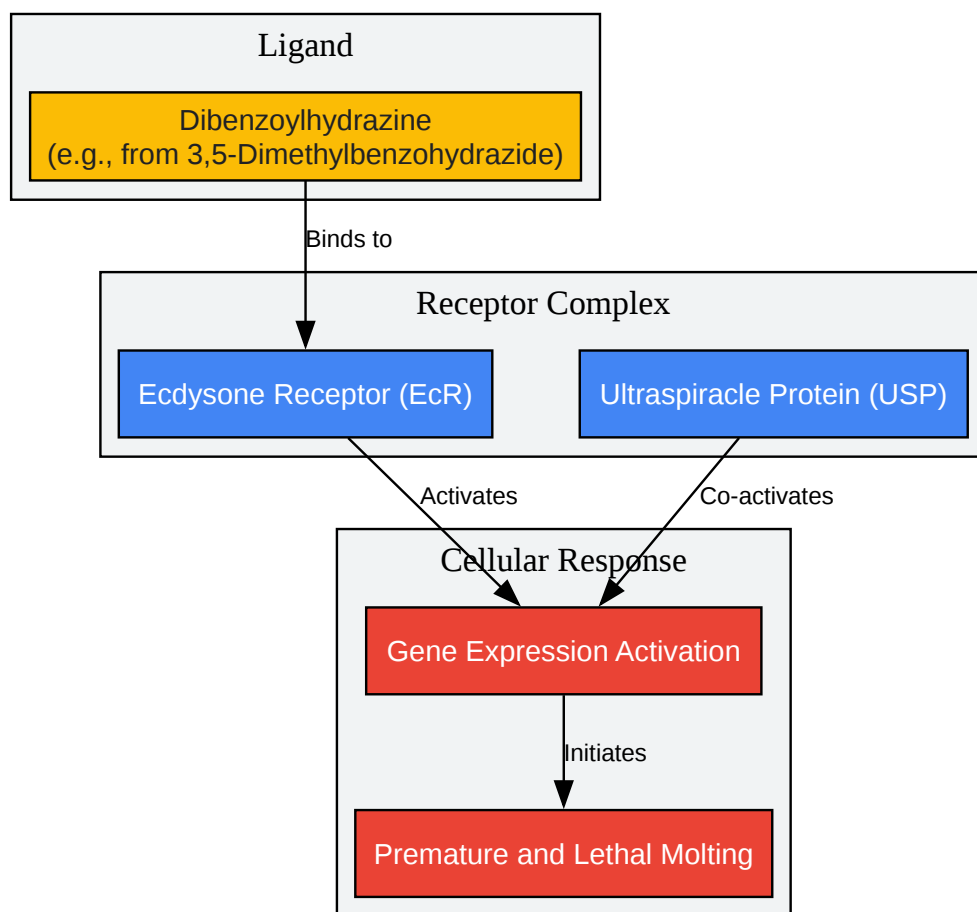 Ligand
Dibenzoylhydrazine
(e.g., from 3,5-Dimethylbenzohydrazide)
Binds to
Receptor Complex
Ecdysone Receptor (EcR)
Ultraspiracle Protein (USP)
Activates
Co-activates
Cellular Response
Gene Expression Activation
Initiates
Premature and Lethal Molting